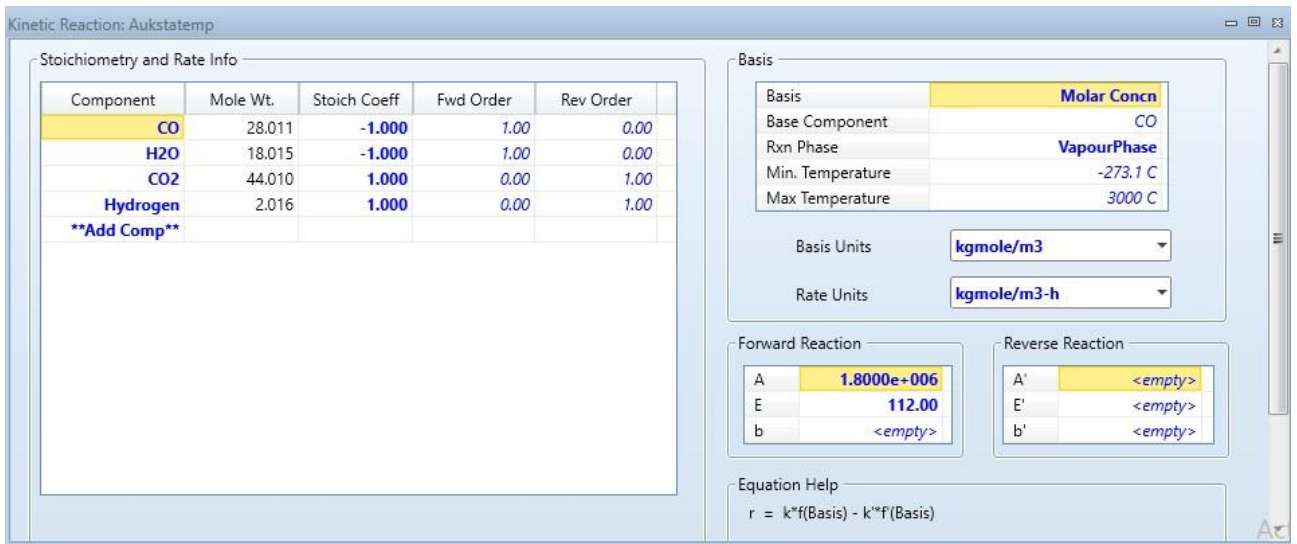 Kinetic Reaction: Aukstatemp
Stoichiometry and Rate Info
Component Mole Wt. Stoich Coeff Fwd Order Rev Order
CO 28.011 -1.000 1.00 0.00
H2O 18.015 -1.000 1.00 0.00
CO2 44.010 1.000 0.00 1.00
Hydrogen 2.016 1.000 0.00 1.00
**Add Comp**
Basis
Basis Molar Concn
Base Component CO
Rxn Phase VapourPhase
Min. Temperature -273.1 C
Max Temperature 3000 C
Basis Units kgmole/m3
Rate Units kgmole/m3-h
Forward Reaction
A 1.8000e+006
E 112.00
b <empty>
Reverse Reaction
A' <empty>
E' <empty>
b' <empty>
Equation Help
r = k*f(Basis) - k'*f'(Basis)